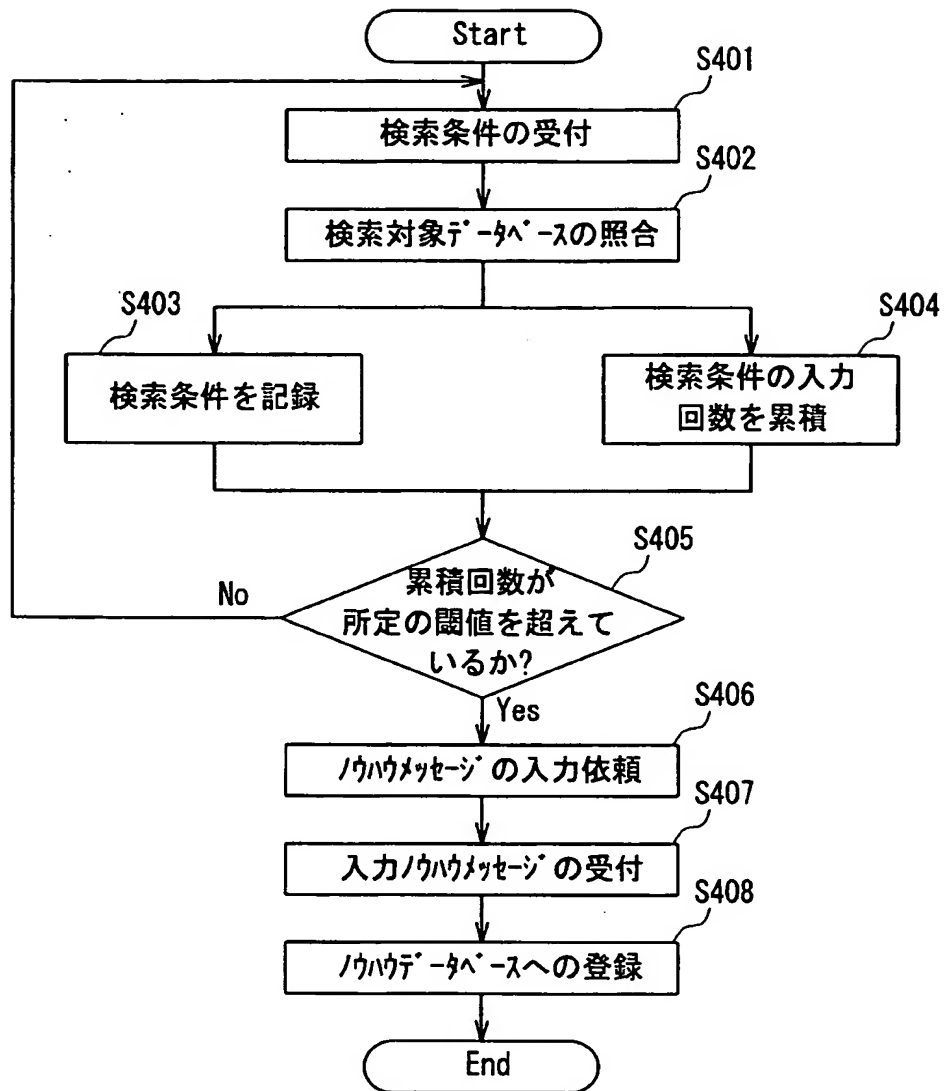 Start
S401
検索条件の受付
S402
検索対象ﾃﾞｰﾀﾍﾞｰｽの照合
S403
検索条件を記録
S404
検索条件の入力
回数を累積
S405
累積回数が
所定の閾値を超えて
いるか?
No
Yes
S406
ﾉｳﾊｳﾒｯｾｰｼﾞの入力依頼
S407
入力ﾉｳﾊｳﾒｯｾｰｼﾞの受付
S408
ﾉｳﾊｳﾃﾞｰﾀﾍﾞｰｽへの登録
End